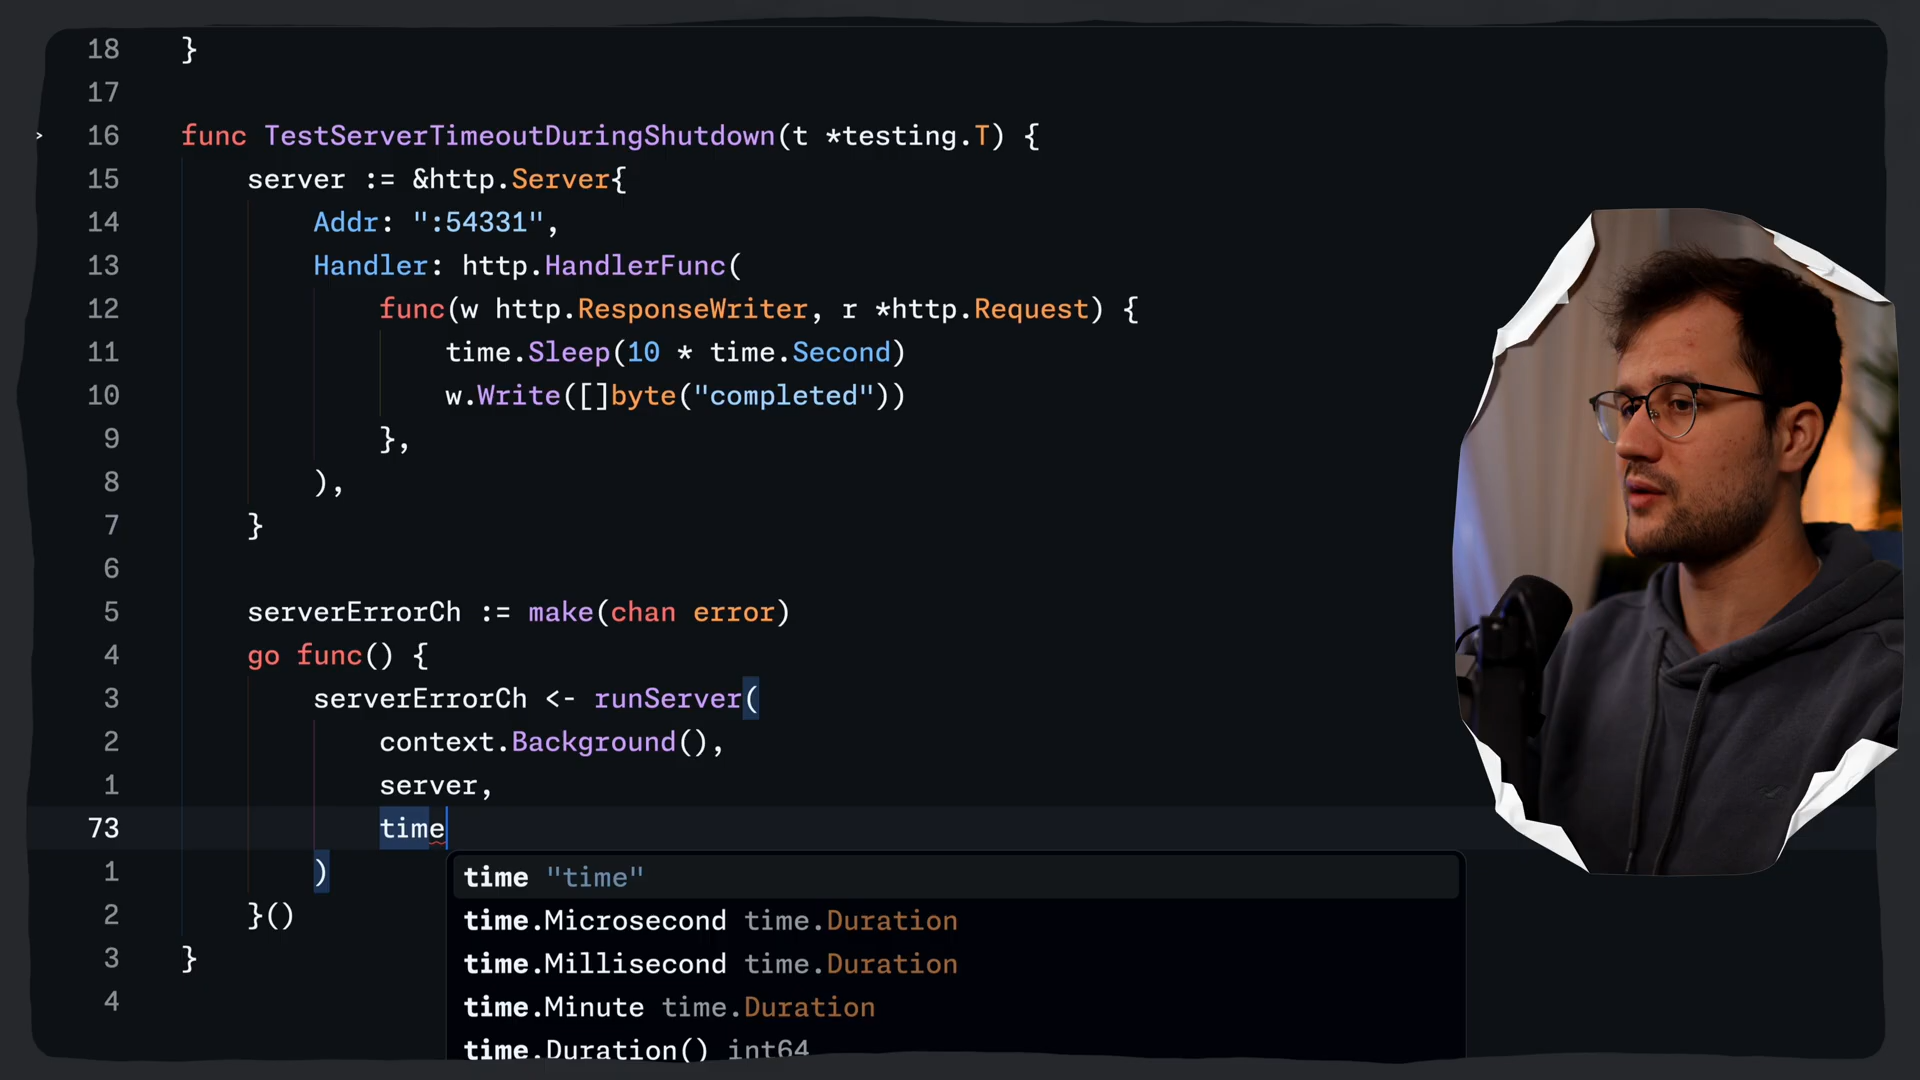 18 }
17
16 func TestServerTimeoutDuringShutdown(t *testing.T) {
15 server := &http.Server{
14 Addr: ":54331",
13 Handler: http.HandlerFunc(
12 func(w http.ResponseWriter, r *http.Request) {
11 time.Sleep(10 * time.Second)
10 w.Write([]byte("completed"))
9 },
8 ),
7 }
6
5 serverErrorCh := make(chan error)
4 go func() {
3 serverErrorCh <- runServer(
2 context.Background(),
1 server,
73 time
1 )
2 }()
3 }
4
time "time"
time.Microsecond time.Duration
time.Millisecond time.Duration
time.Minute time.Duration
time.Duration() int64